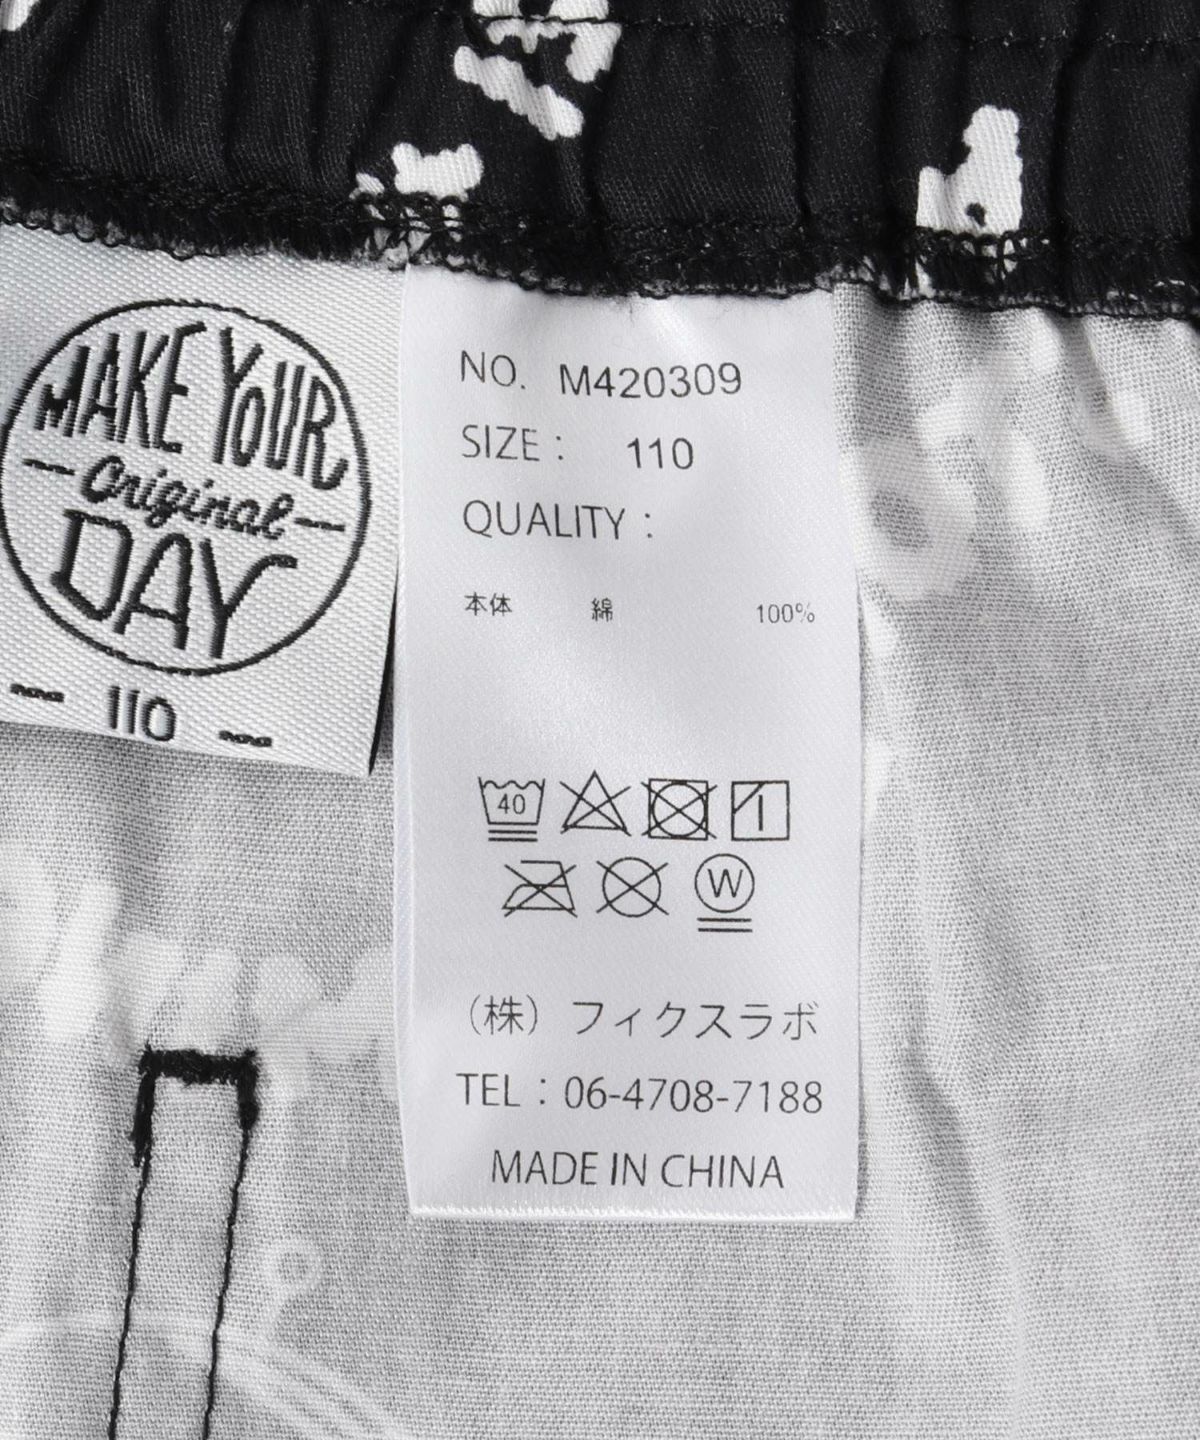 MAKE YOUR
Original
DAY
110
NO. M420309
SIZE : 110
QUALITY :
本体 綿 100%
40
W
(株) フィクスラボ
TEL : 06-4708-7188
MADE IN CHINA